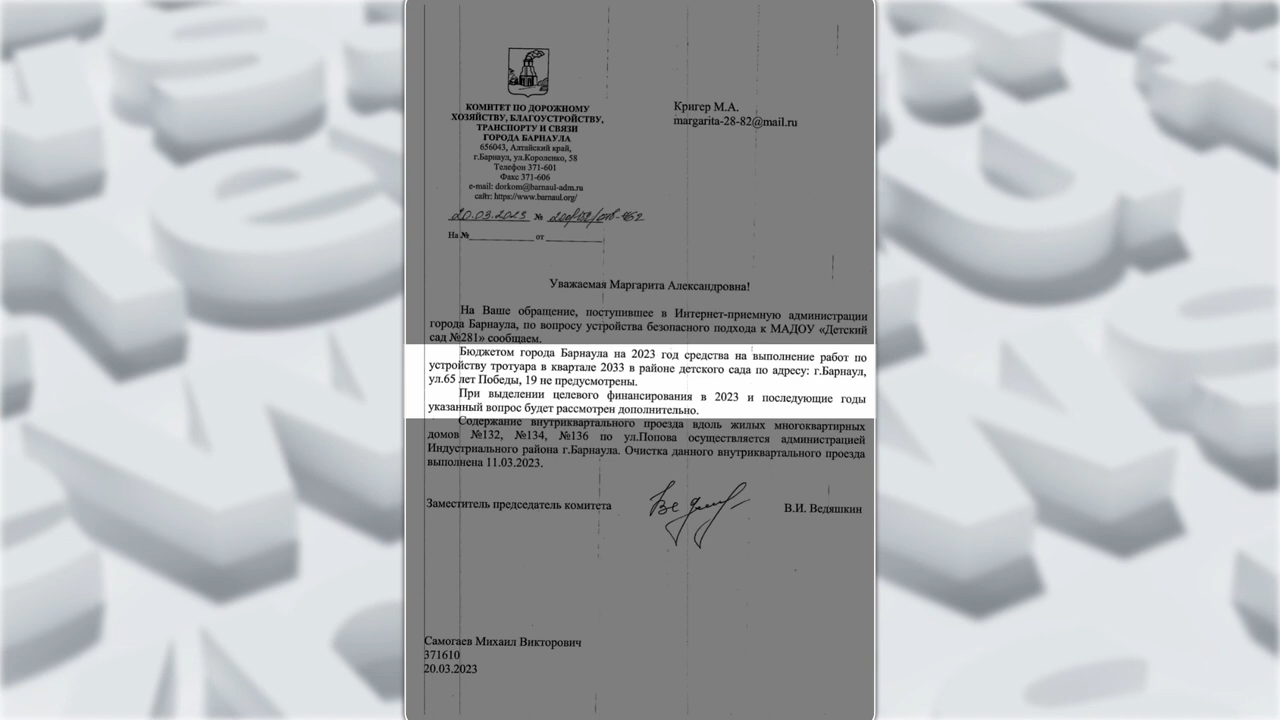 КОМИТЕТ ПО ДОРОЖНОМУ
ХОЗЯЙСТВУ, БЛАГОУСТРОЙСТВУ,
ТРАНСПОРТУ И СВЯЗИ
ГОРОДА БАРНАУЛА
656043, Алтайский край,
г.Барнаул, ул.Короленко, 58
Телефон 371-601
Факс 371-606
e-mail: dorkom@barnaul-adm.ru
сайт: https://www.barnaul.org/
20.03.2023 №
На № от
Кригер М.А.
margarita-28-82@mail.ru
Уважаемая Маргарита Александровна!
На Ваше обращение, поступившее в Интернет-приемную администрации
города Барнаула, по вопросу устройства безопасного подхода к МАДОУ «Детский
сад №281» сообщаем.
Бюджетом города Барнаула на 2023 год средства на выполнение работ по
устройству тротуара в квартале 2033 в районе детского сада по адресу: г.Барнаул,
ул.65 лет Победы, 19 не предусмотрены.
При выделении целевого финансирования в 2023 и последующие годы
указанный вопрос будет рассмотрен дополнительно.
Содержание внутриквартального проезда вдоль жилых многоквартирных
домов №132, №134, №136 по ул.Попова осуществляется администрацией
Индустриального района г.Барнаула. Очистка данного внутриквартального проезда
выполнена 11.03.2023.
Заместитель председатель комитета В.И. Ведяшкин
Самогаев Михаил Викторович
371610
20.03.2023